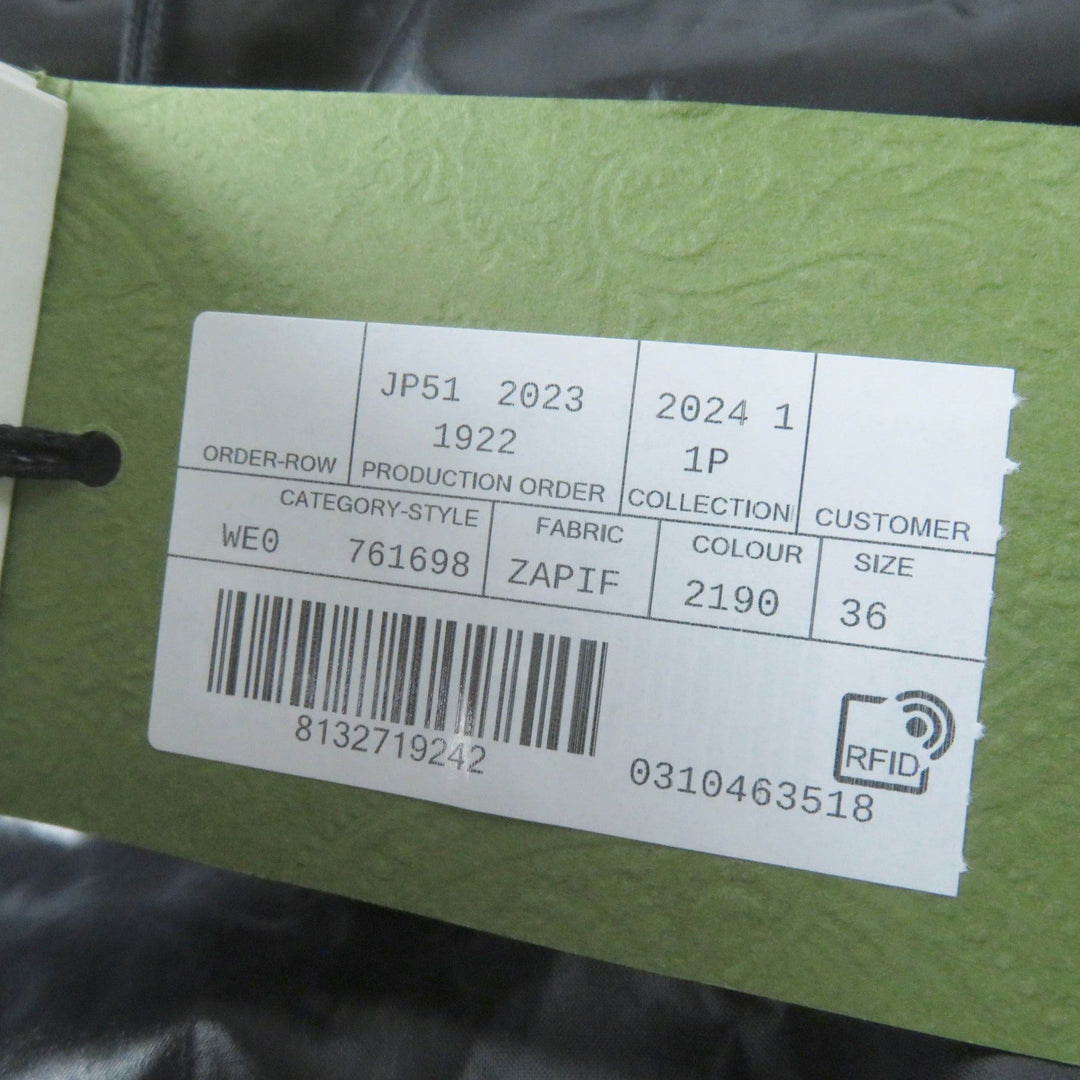 ORDER-ROW
JP51 2023
1922
PRODUCTION ORDER
2024 1
1P
COLLECTION
CUSTOMER
CATEGORY-STYLE
WE0 761698
FABRIC
ZAPIF
COLOUR
2190
SIZE
36
8132719242
RFID
0310463518